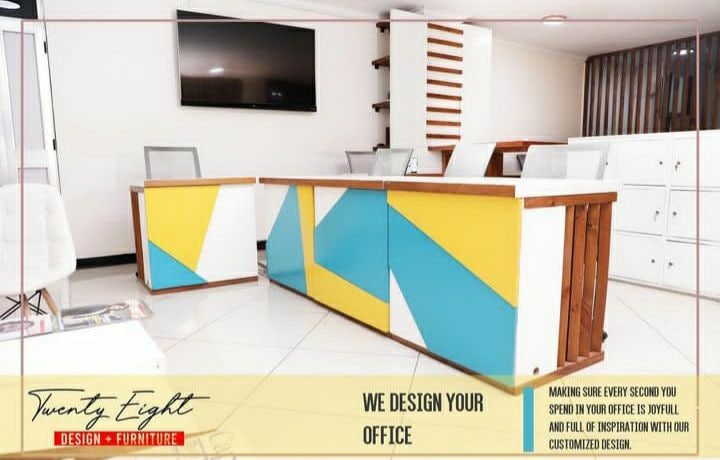 Twenty Eight
DESIGN + FURNITURE
WE DESIGN YOUR
OFFICE
MAKING SURE EVERY SECOND YOU
SPEND IN YOUR OFFICE IS JOYFULL
AND FULL OF INSPIRATION WITH OUR
CUSTOMIZED DESIGN.